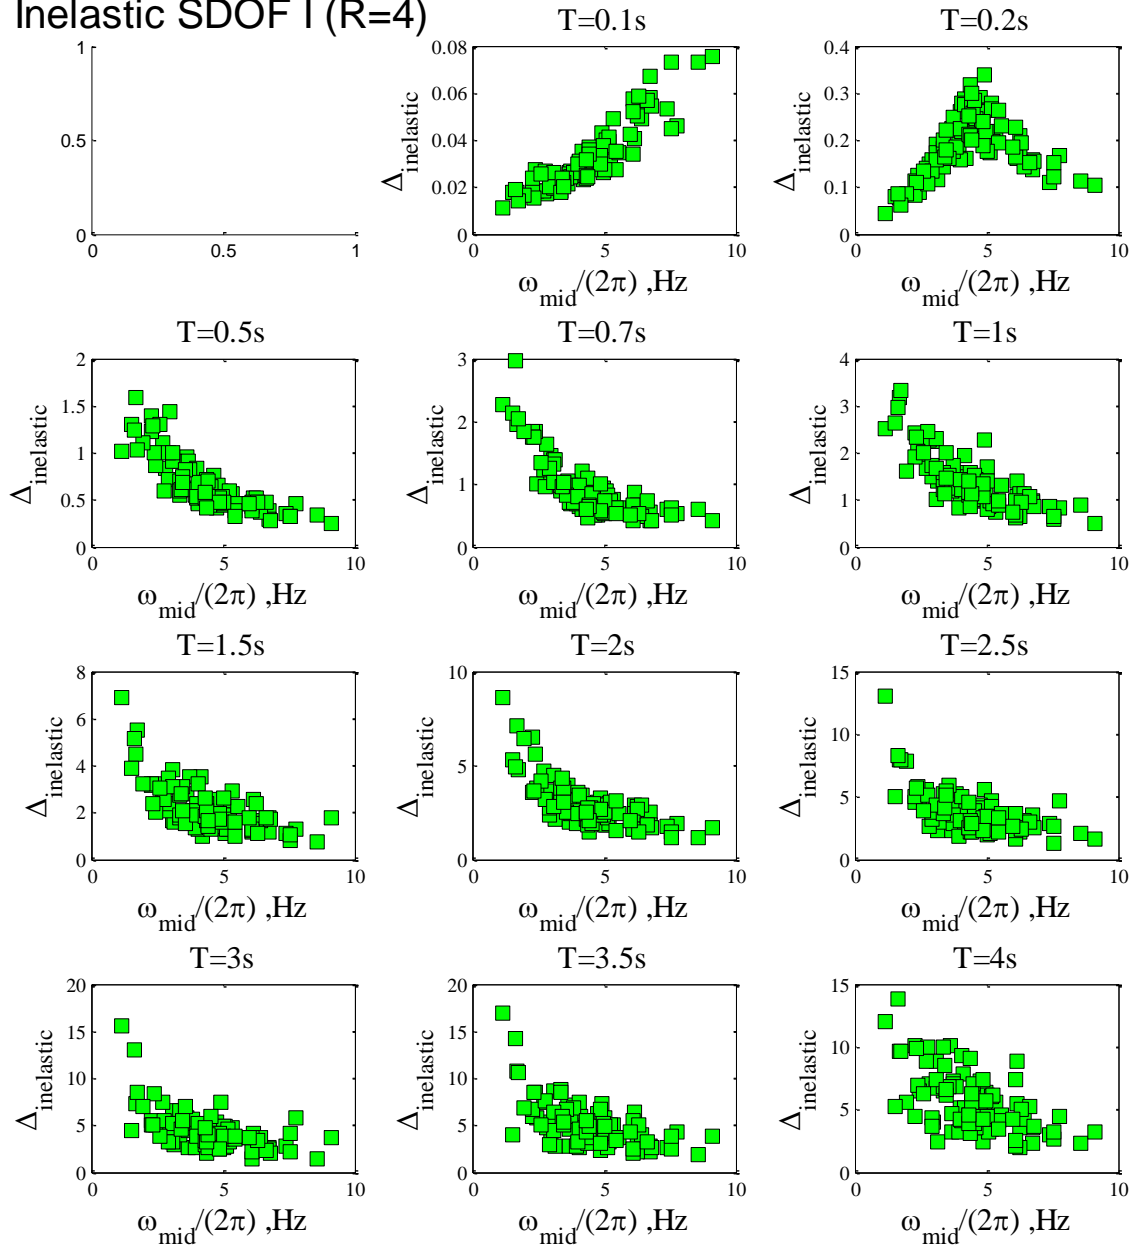 Inelastic SDOF I (R=4)
1
0.5
0
0
0.5
1
T=0.1s
0.08
0.06
0.04
0.02
0
Δinelastic
0
5
10
ωmid/(2π) ,Hz
T=0.2s
0.4
0.3
0.2
0.1
0
Δinelastic
0
5
10
ωmid/(2π) ,Hz
T=0.5s
2
1.5
1
0.5
0
Δinelastic
0
5
10
ωmid/(2π) ,Hz
T=0.7s
3
2
1
0
Δinelastic
0
5
10
ωmid/(2π) ,Hz
T=1s
4
3
2
1
0
Δinelastic
0
5
10
ωmid/(2π) ,Hz
T=1.5s
8
6
4
2
0
Δinelastic
0
5
10
ωmid/(2π) ,Hz
T=2s
10
5
0
Δinelastic
0
5
10
ωmid/(2π) ,Hz
T=2.5s
15
10
5
0
Δinelastic
0
5
10
ωmid/(2π) ,Hz
T=3s
20
15
10
5
0
Δinelastic
0
5
10
ωmid/(2π) ,Hz
T=3.5s
20
15
10
5
0
Δinelastic
0
5
10
ωmid/(2π) ,Hz
T=4s
15
10
5
0
Δinelastic
0
5
10
ωmid/(2π) ,Hz